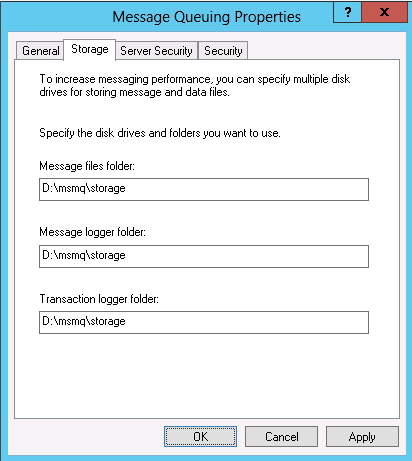 Message Queuing Properties
?
x
General Storage Server Security Security
To increase messaging performance, you can specify multiple disk
drives for storing message and data files.
Specify the disk drives and folders you want to use.
Message files folder:
D:\msmq\storage
Message logger folder:
D:\msmq\storage
Transaction logger folder:
D:\msmq\storage
OK Cancel Apply